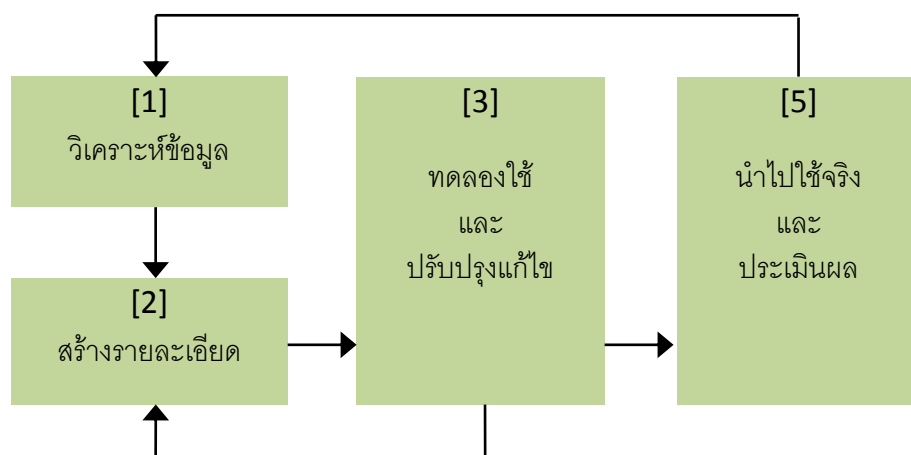 [1]
วิเคราะห์ข้อมูล
[2]
สร้างรายละเอียด
[3]
ทดลองใช้
และ
ปรับปรุงแก้ไข
[5]
นำไปใช้จริง
และ
ประเมินผล